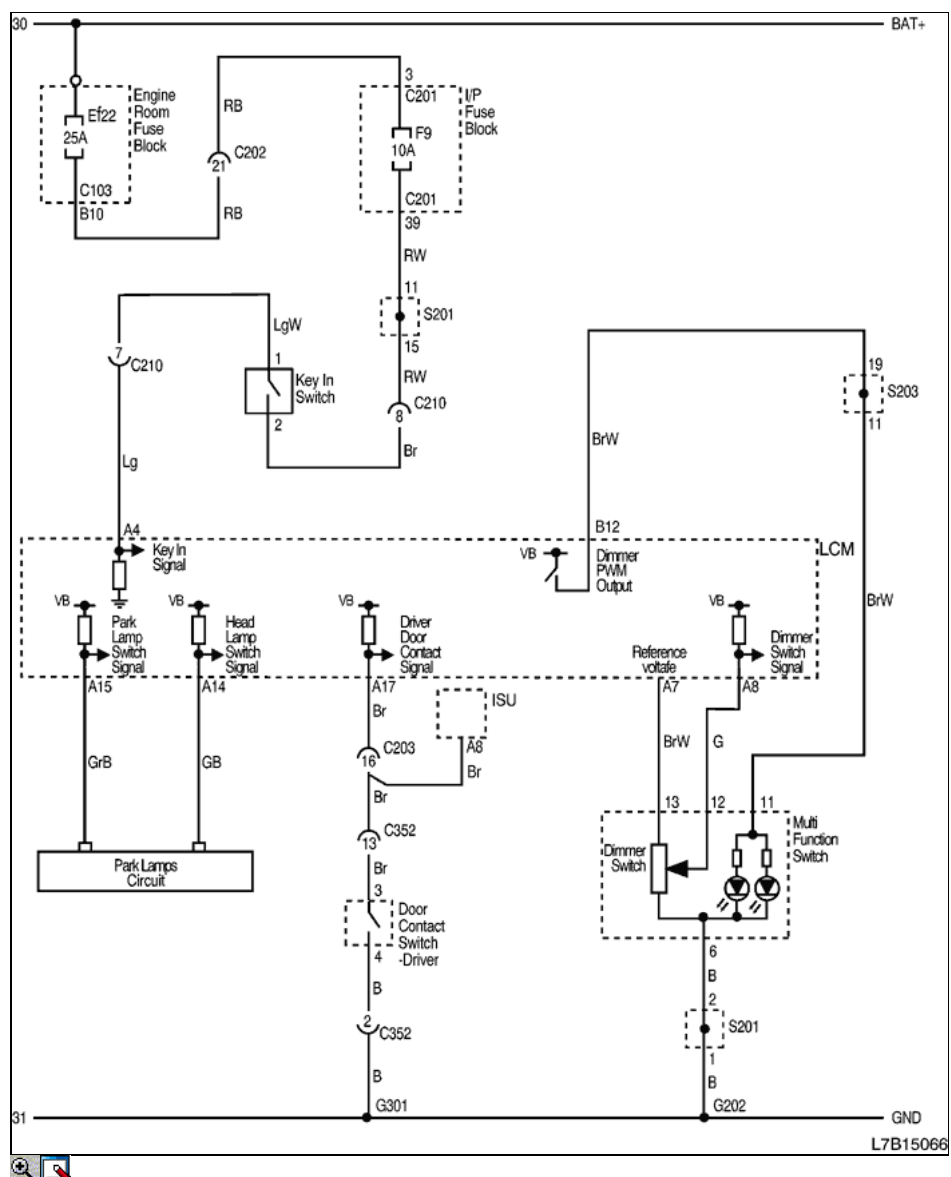 30
BAT+
Engine
Room
Fuse
Block
Ef22
25A
C103
B10
RB
C202
21
RB
3
C201
I/P
Fuse
Block
F9
10A
C201
39
RW
11
S201
15
RW
C210
8
Br
LgW
1
Key In
Switch
2
7
C210
Lg
19
S203
11
BrW
BrW
A4
Key In
Signal
B12
LCM
VB
Dimmer
PWM
Output
VB
Park
Lamp
Switch
Signal
VB
Head
Lamp
Switch
Signal
VB
Driver
Door
Contact
Signal
Reference
voltafe
VB
Dimmer
Switch
Signal
A15
A14
A17
A7
A8
GrB
GB
Br
ISU
A8
Br
C203
16
Br
C352
13
Br
3
Door
Contact
Switch
-Driver
4
B
2
C352
B
G301
Park Lamps
Circuit
BrW
G
13
12
11
Multi
Function
Switch
Dimmer
Switch
6
B
2
S201
1
B
G202
31
GND
L7B15066